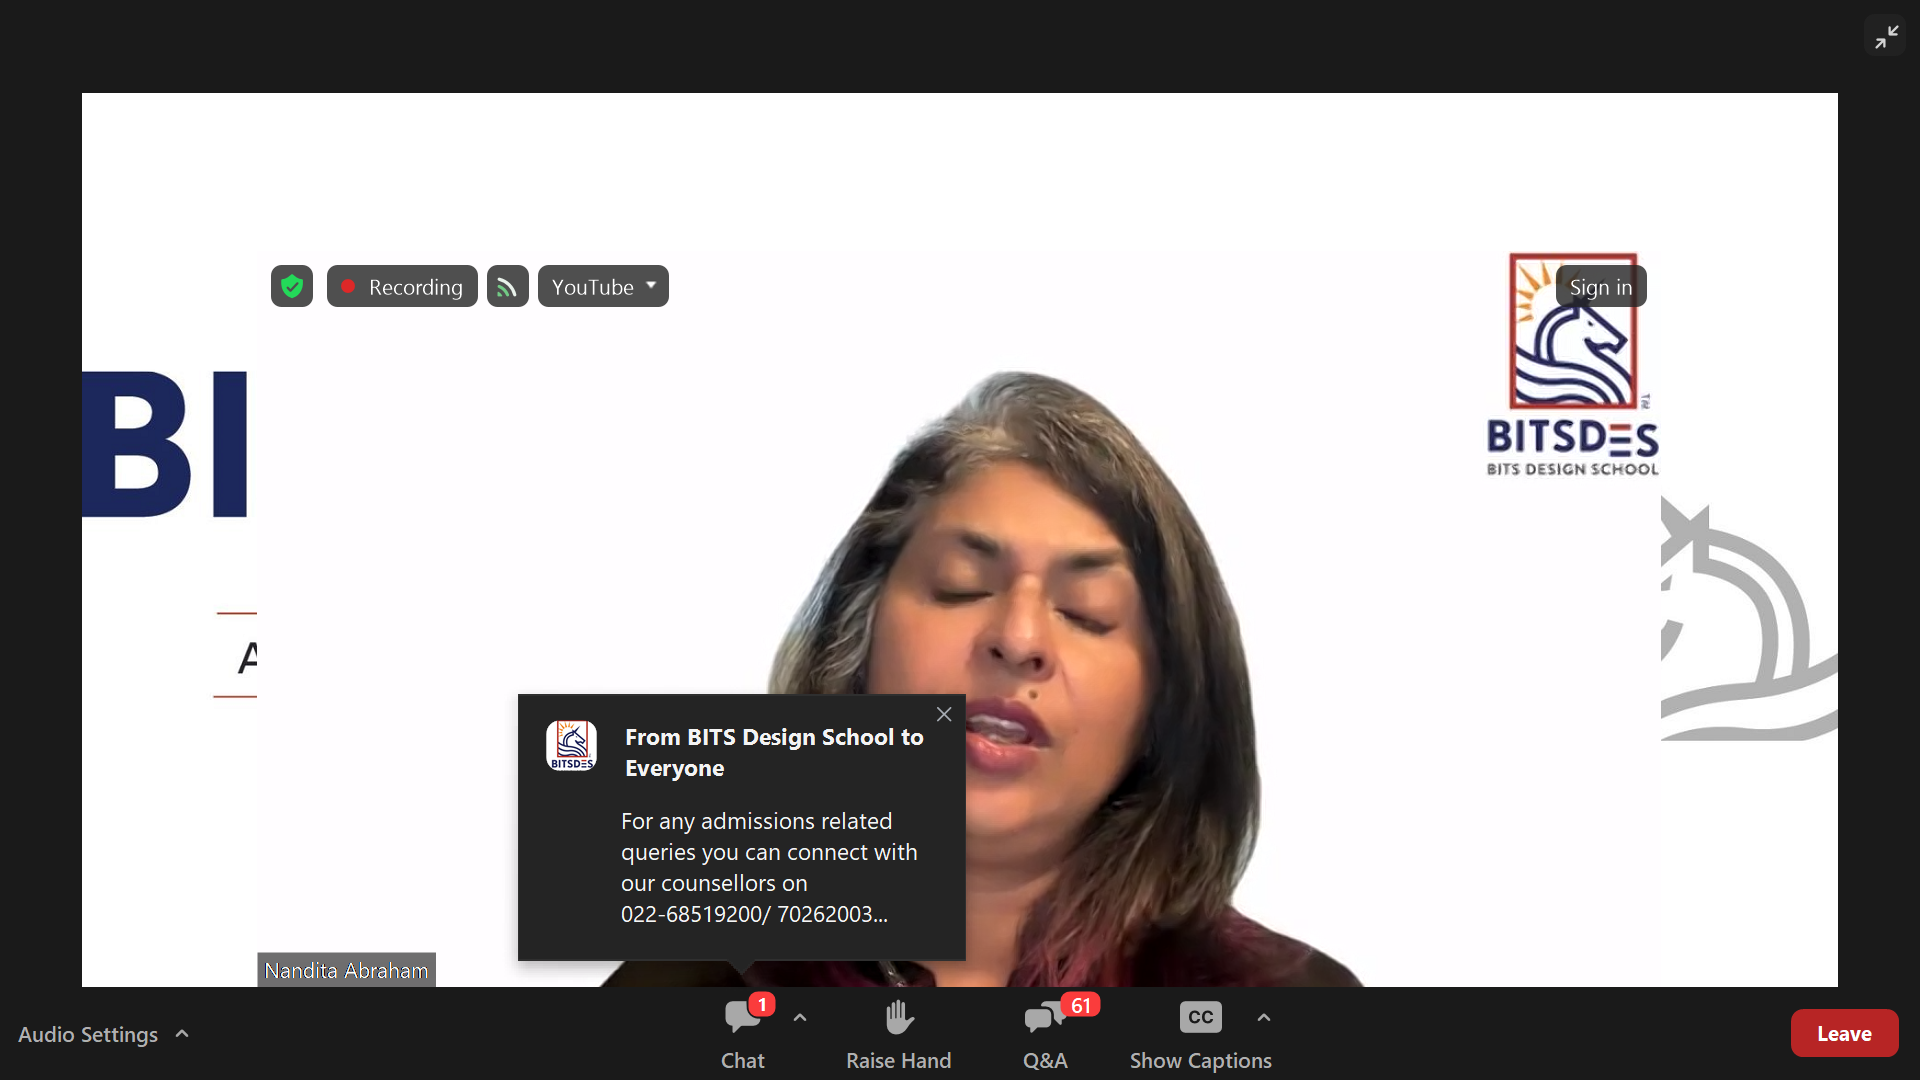 Recording
YouTube
Sign in
BI
BITSDES
BITS DESIGN SCHOOL
TM
A
BITSDES
From BITS Design School to
Everyone
For any admissions related
queries you can connect with
our counsellors on
022-68519200/ 70262003...
Nandita Abraham
Audio Settings
1
Chat
Raise Hand
61
Q&A
CC
Show Captions
Leave